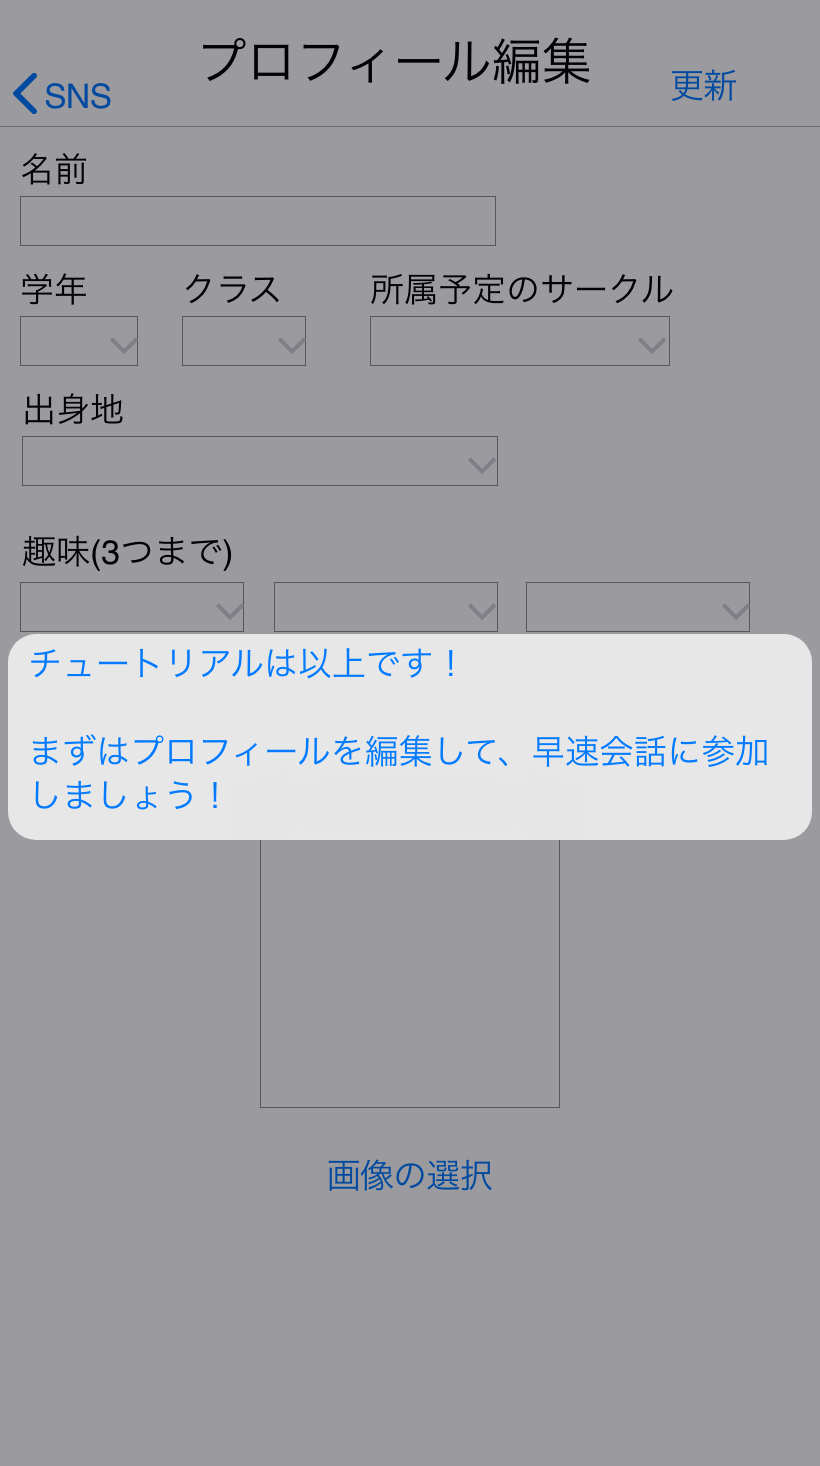 プロフィール編集
SNS
更新
名前
学年 クラス 所属予定のサークル
出身地
趣味(3つまで)
チュートリアルは以上です！
まずはプロフィールを編集して、早速会話に参加
しましょう！
画像の選択